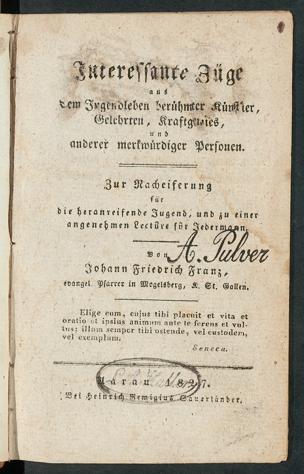 Interessante Züge
aus
dem Jugendleben berühmter Künstler,
Gelehrten, Kraftgenies,
und
anderer merkwürdiger Personen.
Zur Nacheiferung
für
die heranreifende Jugend, und zu einer
angenehmen Lectüre för Jedermann
A. Pulver
Von
Johann Friedrich Franz,
evangel. Pfarrer in Mogelsberg, K. St. Gallen.
Elige eum, cujus tibi placuit et vita et
oratio et ipsius animum ante te ferens et vul-
tus; illum semper tibi ostende, vel custodem,
vel exemplum.
Seneca.
Aarau 1827.
Bei Heinrich Remigius Sauerländer.